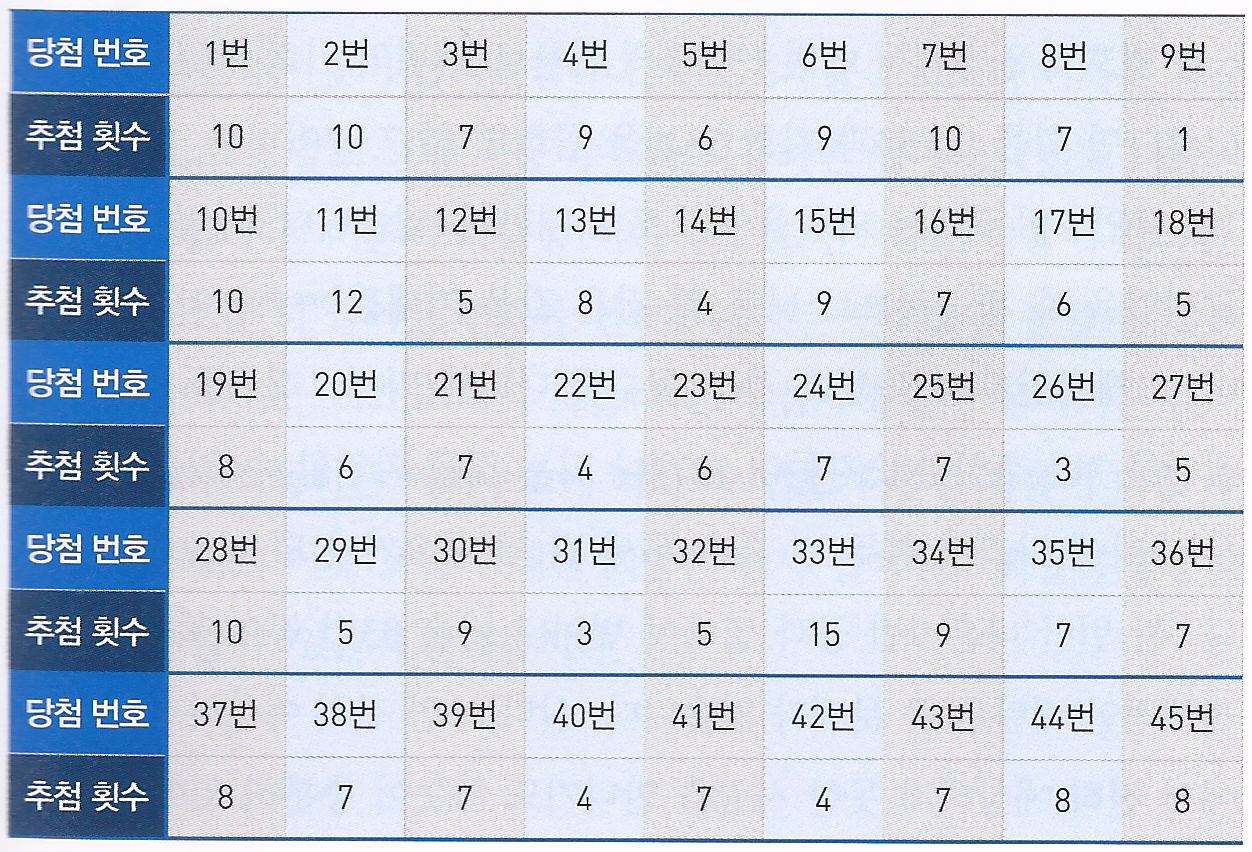 당첨 번호 1번 2번 3번 4번 5번 6번 7번 8번 9번
추첨 횟수 10 10 7 9 6 9 10 7 1
당첨 번호 10번 11번 12번 13번 14번 15번 16번 17번 18번
추첨 횟수 10 12 5 8 4 9 7 6 5
당첨 번호 19번 20번 21번 22번 23번 24번 25번 26번 27번
추첨 횟수 8 6 7 4 6 7 7 3 5
당첨 번호 28번 29번 30번 31번 32번 33번 34번 35번 36번
추첨 횟수 10 5 9 3 5 15 9 7 7
당첨 번호 37번 38번 39번 40번 41번 42번 43번 44번 45번
추첨 횟수 8 7 7 4 7 4 7 8 8